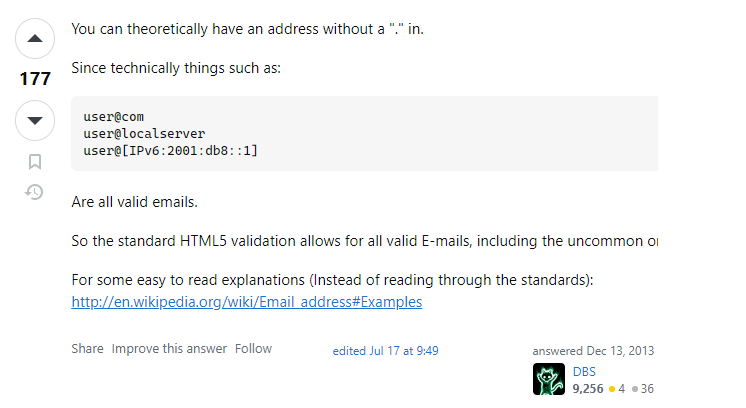 You can theoretically have an address without a "." in.
177
Since technically things such as:
user@com
user@localserver
user@[IPv6:2001:db8::1]
Are all valid emails.
So the standard HTML5 validation allows for all valid E-mails, including the uncommon
For some easy to read explanations (Instead of reading through the standards):
http://en.wikipedia.org/wiki/Email_address#Examples
Share Improve this answer Follow
edited Jul 17 at 9:49
answered Dec 13, 2013
DBS
9,256 4 36